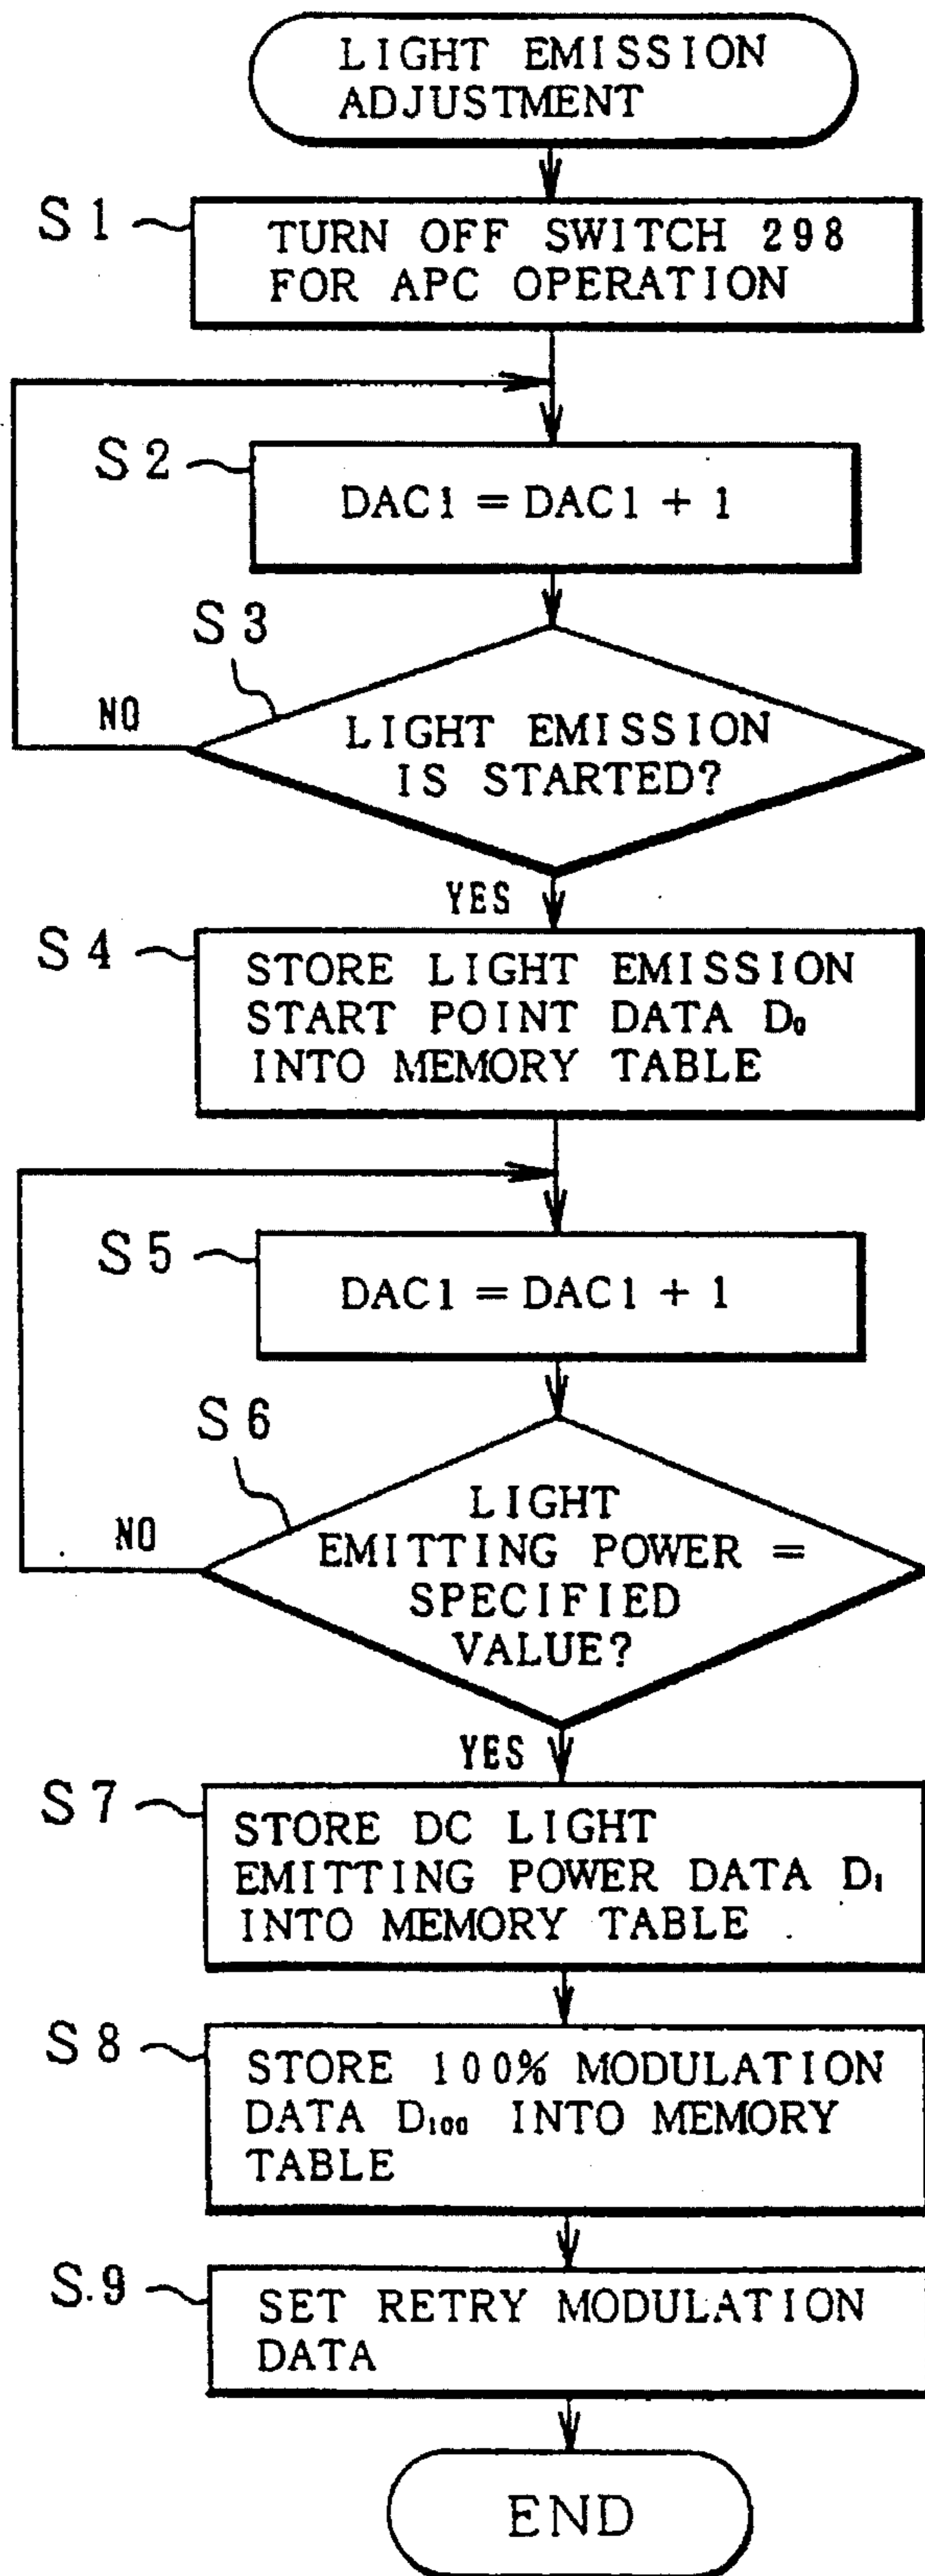 LIGHT EMISSION
ADJUSTMENT
S1
TURN OFF SWITCH 298
FOR APC OPERATION
S2
DAC1 = DAC1 + 1
S3
LIGHT EMISSION
IS STARTED?
NO
YES
S4
STORE LIGHT EMISSION
START POINT DATA D₀
INTO MEMORY TABLE
S5
DAC1 = DAC1 + 1
S6
LIGHT
EMITTING POWER =
SPECIFIED
VALUE?
NO
YES
S7
STORE DC LIGHT
EMITTING POWER DATA D₁
INTO MEMORY TABLE
S8
STORE 100% MODULATION
DATA D₁₀₀ INTO MEMORY
TABLE
S.9
SET RETRY MODULATION
DATA
END